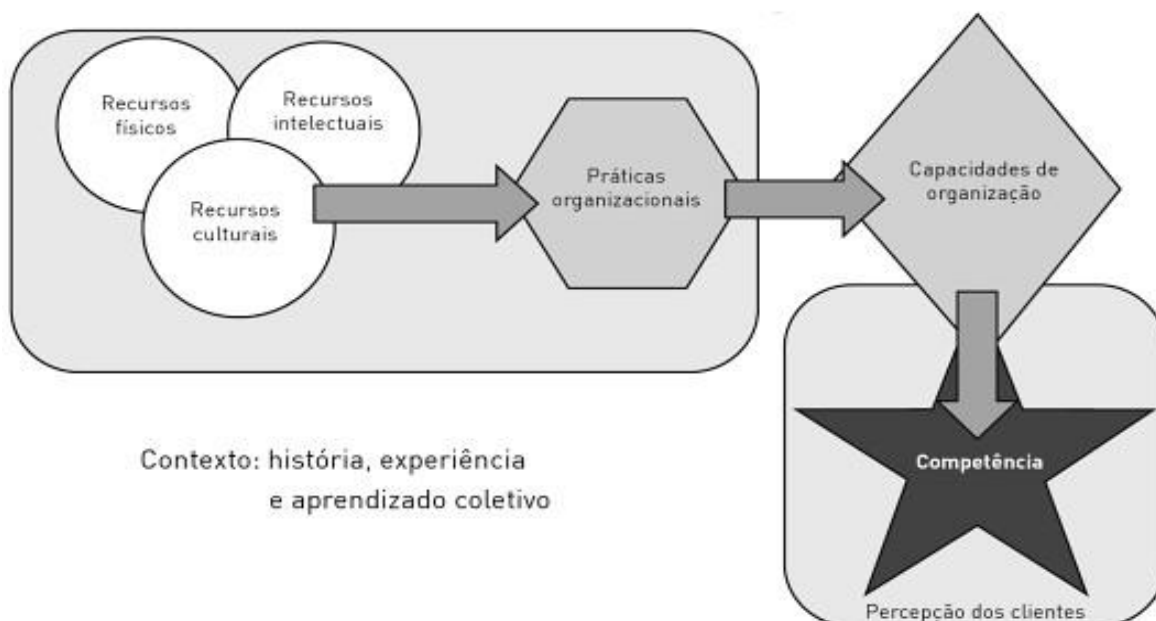 Recursos
físicos
Recursos
intelectuais
Recursos
culturais
Práticas
organizacionais
Capacidades de
organização
Contexto: história, experiência
e aprendizado coletivo
Competência
Percepção dos clientes